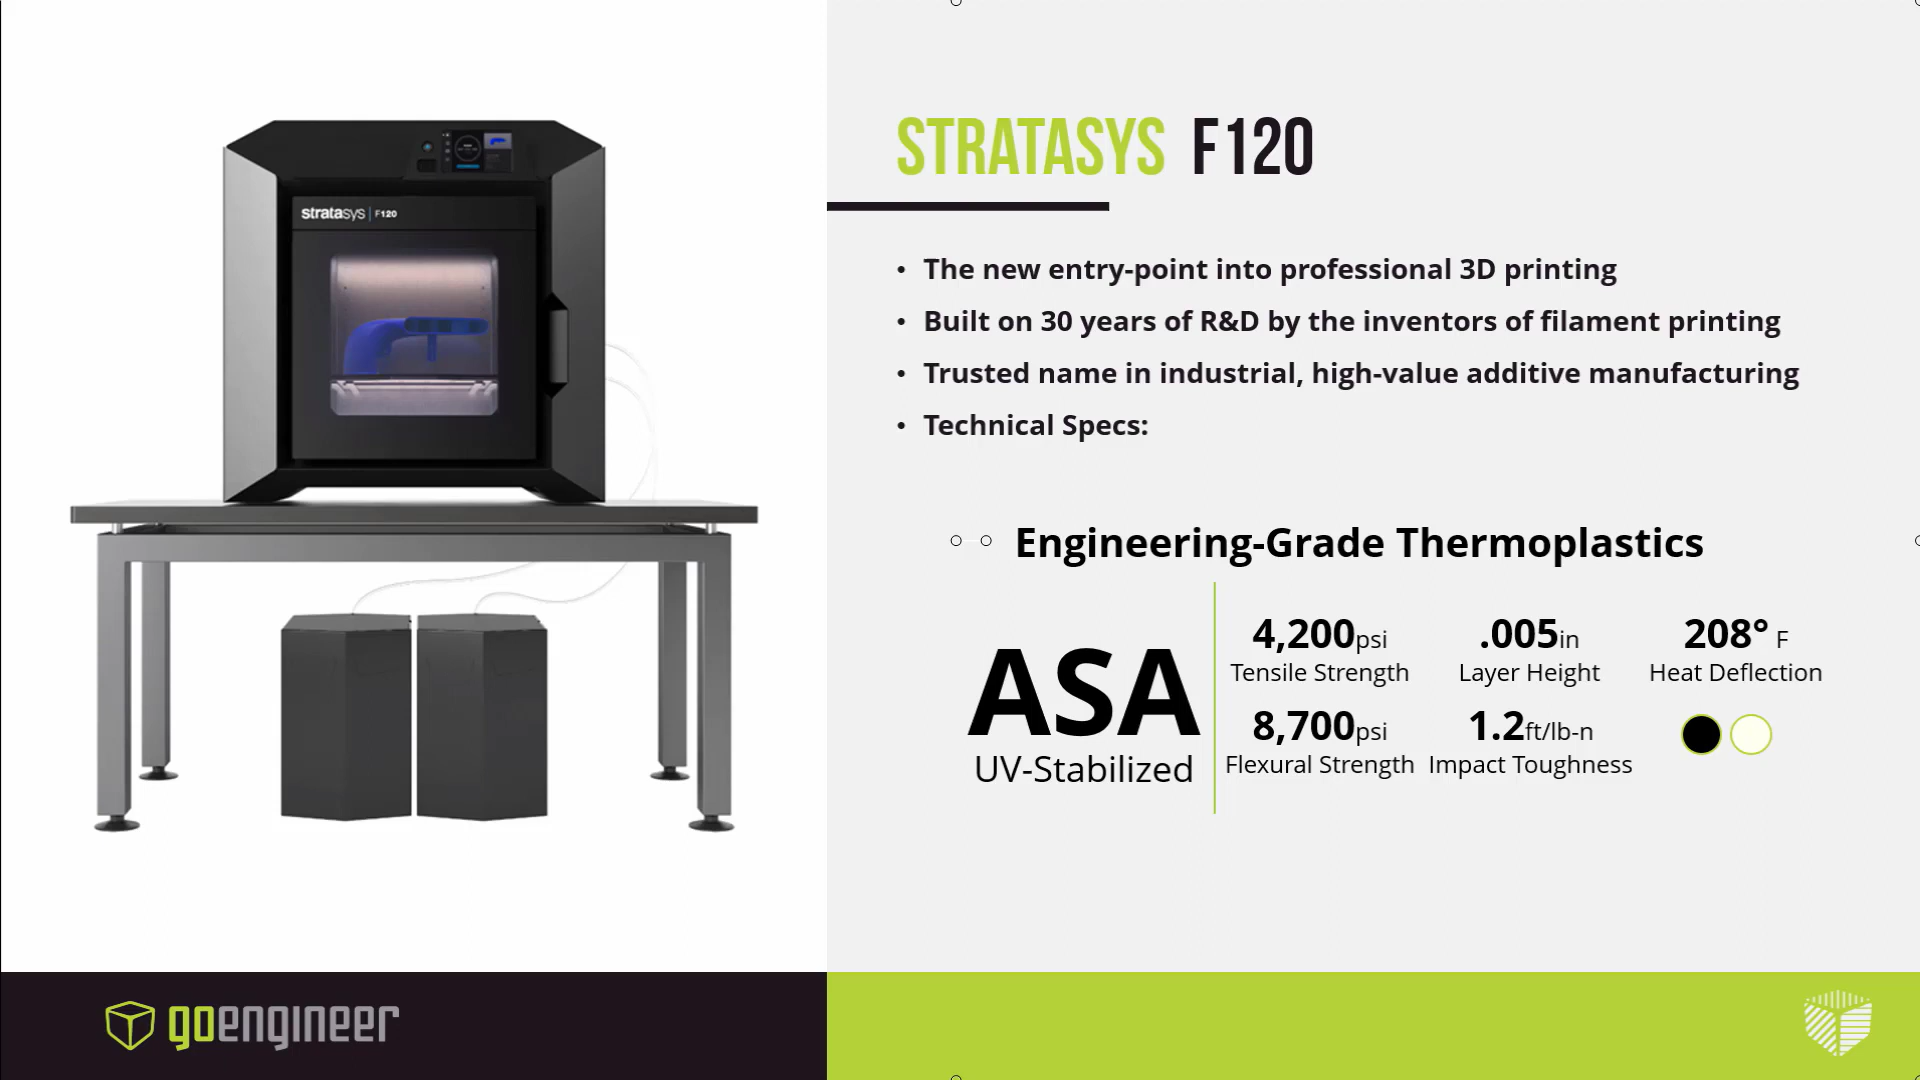 stratasys | F120
STRATASYS F120
• The new entry-point into professional 3D printing
• Built on 30 years of R&D by the inventors of filament printing
• Trusted name in industrial, high-value additive manufacturing
• Technical Specs:
Engineering-Grade Thermoplastics
ASA
UV-Stabilized
4,200psi
Tensile Strength
.005in
Layer Height
208° F
Heat Deflection
8,700psi
Flexural Strength
1.2ft/lb-n
Impact Toughness
goengineer